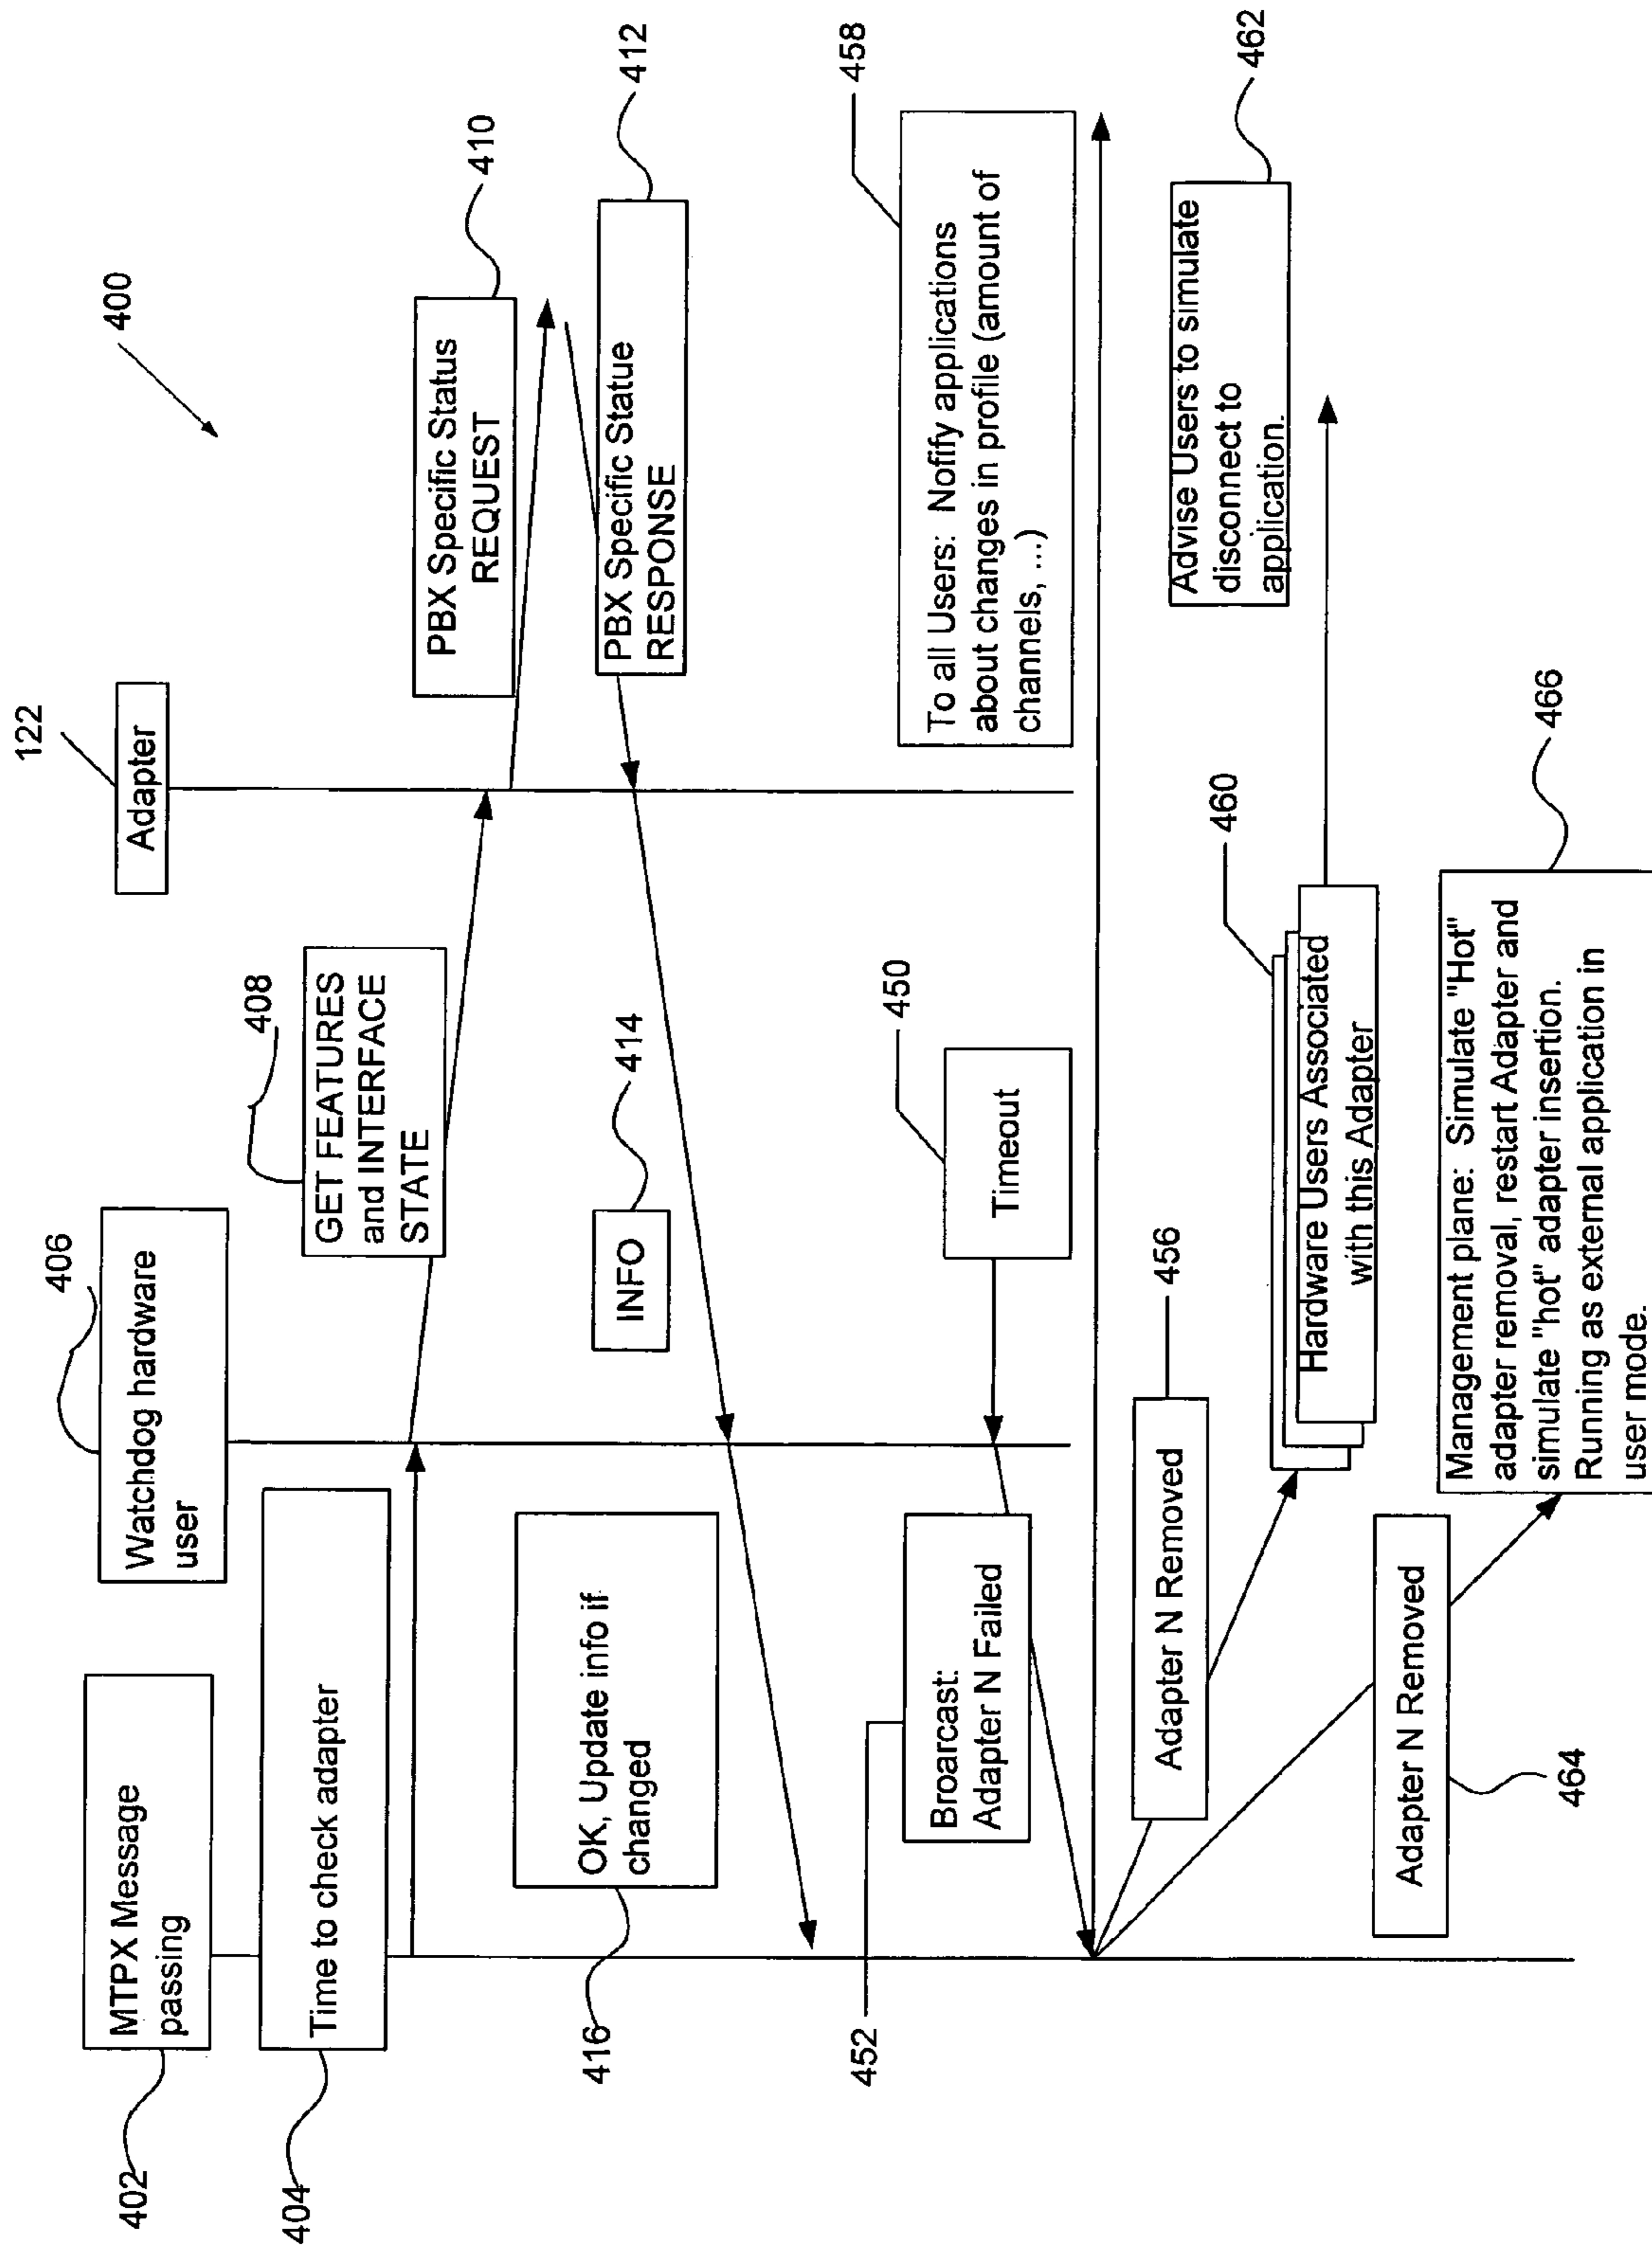 400
122
Adapter
406
Watchdog hardware
user
402
MTPX Message
passing
404
Time to check adapter
408
GET FEATURES
and INTERFACE
STATE
410
PBX Specific Status
REQUEST
412
PBX Specific Statue
RESPONSE
414
INFO
416
OK, Update info if
changed
450
Timeout
452
Broarcast:
Adapter N Failed
458
To all Users: Nofify applications
about changes in profile (amount of
channels, ...)
456
Adapter N Removed
460
Hardware Users Associated
with this Adapter
462
Advise Users to simulate
disconnect to
application.
464
Adapter N Removed
466
Management plane: Simulate "Hot"
adapter removal, restart Adapter and
simulate "hot" adapter insertion.
Running as external application in
user mode.